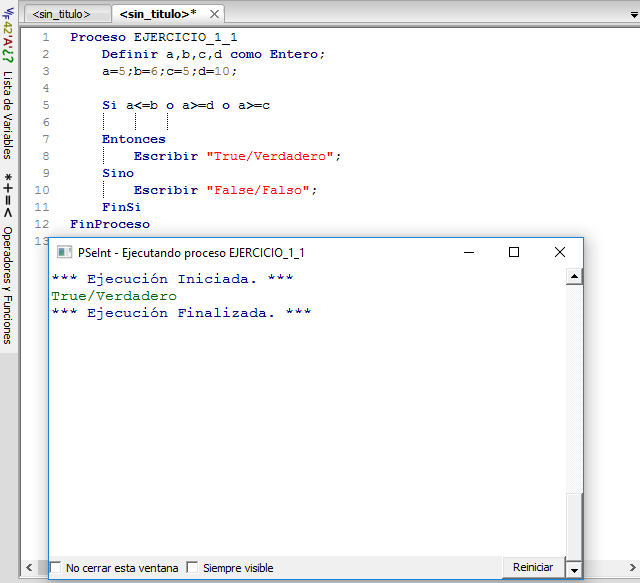 <sin_titulo>
<sin_titulo>*
42'A'¿? Lista de Variables
*+=< Operadores y Funciones
1 Proceso EJERCICIO_1_1
2 Definir a,b,c,d como Entero;
3 a=5;b=6;c=5;d=10;
4
5 Si a<=b o a>=d o a>=c
6
7 Entonces
8 Escribir "True/Verdadero";
9 Sino
10 Escribir "False/Falso";
11 FinSi
12 FinProceso
13
PSeInt - Ejecutando proceso EJERCICIO_1_1
*** Ejecución Iniciada. ***
True/Verdadero
*** Ejecución Finalizada. ***
No cerrar esta ventana Siempre visible Reiniciar